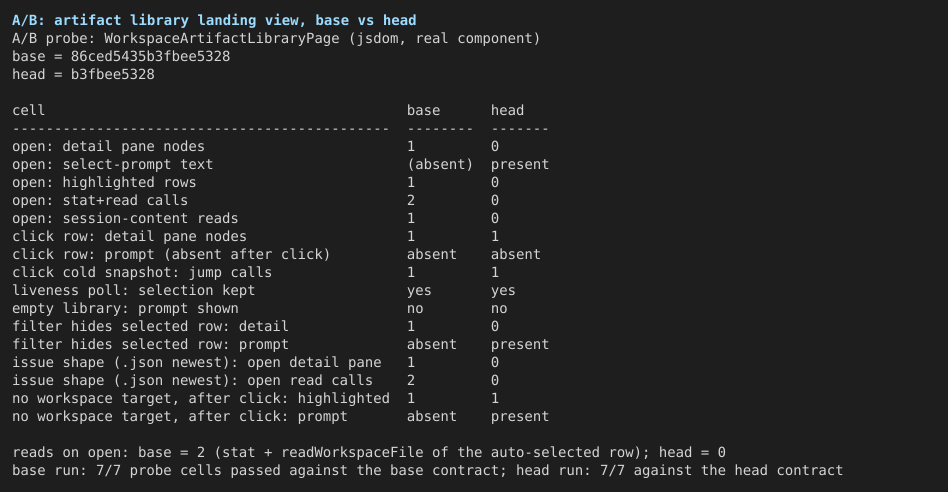 A/B: artifact library landing view, base vs head
A/B probe: WorkspaceArtifactLibraryPage (jsdom, real component)
base = 86ced5435b3fbee5328
head = b3fbee5328

cell                                           base      head
---------------------------------------------  --------  -------
open: detail pane nodes                        1         0
open: select-prompt text                       (absent)  present
open: highlighted rows                         1         0
open: stat+read calls                          2         0
open: session-content reads                    1         0
click row: detail pane nodes                   1         1
click row: prompt (absent after click)         absent    absent
click cold snapshot: jump calls                1         1
liveness poll: selection kept                  yes       yes
empty library: prompt shown                    no        no
filter hides selected row: detail              1         0
filter hides selected row: prompt              absent    present
issue shape (.json newest): open detail pane   1         0
issue shape (.json newest): open read calls    2         0
no workspace target, after click: highlighted  1         1
no workspace target, after click: prompt       absent    present

reads on open: base = 2 (stat + readWorkspaceFile of the auto-selected row); head = 0
base run: 7/7 probe cells passed against the base contract; head run: 7/7 against the head contract